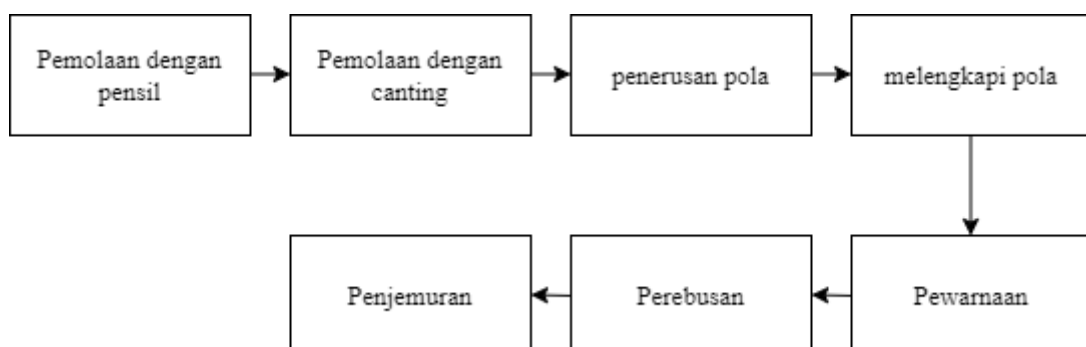 Pemolaan dengan
pensil
Pemolaan dengan
canting
penerusan pola
melengkapi pola
Pewarnaan
Perebusan
Penjemuran